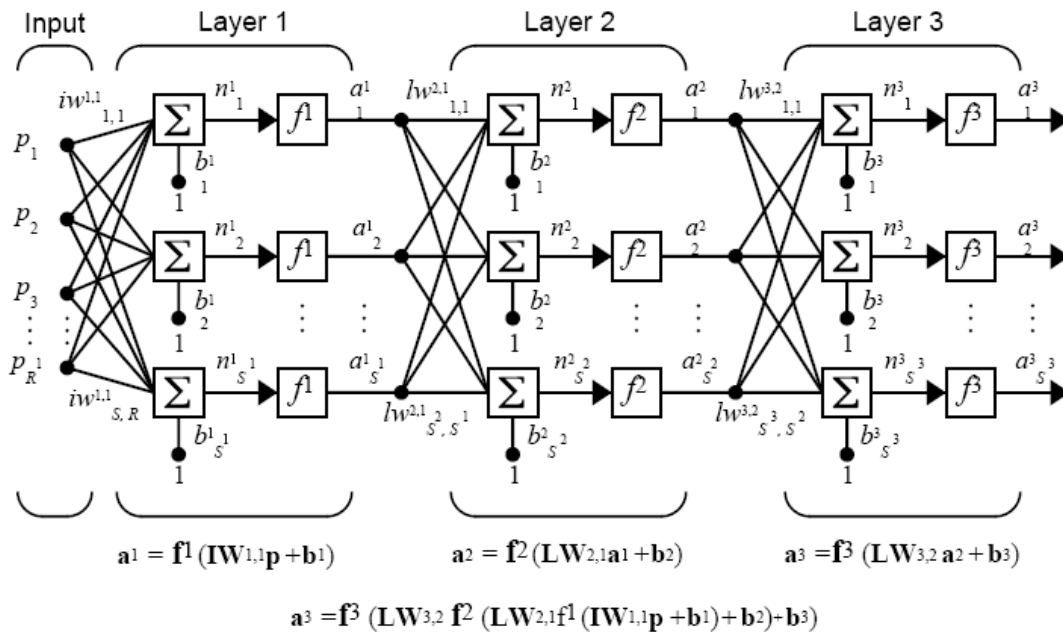 Input Layer 1 Layer 2 Layer 3
iw¹,¹ 1, 1 n¹ 1 a¹ 1 lw²,¹ 1,1 n² 1 a² 1 lw³,² 1,1 n³ 1 a³ 1
p₁ Σ f¹ Σ f² Σ f³
b¹ 1 b² 1 b³ 1
1 1 1
p₂ n¹ 2 a¹ 2 n² 2 a² 2 n³ 2 a³ 2
Σ f¹ Σ f² Σ f³
p₃ b¹ 2 b² 2 b³ 2
1 1 1
p R¹ n¹ S¹ a¹ S¹ n² S² a² S² n³ S³ a³ S³
Σ f¹ Σ f² Σ f³
iw¹,¹ S, R lw²,¹ S², S¹ lw³,² S³, S²
b¹ S¹ b² S² b³ S³
1 1 1
a¹ = f¹ (IW1,1p +b¹) a² = f² (LW2,1a¹ + b²) a³ =f³ (LW3,2 a² + b³)
a³ =f³ (LW3,2 f² (LW2,1f¹ (IW1,1p +b¹)+ b²)+b³)